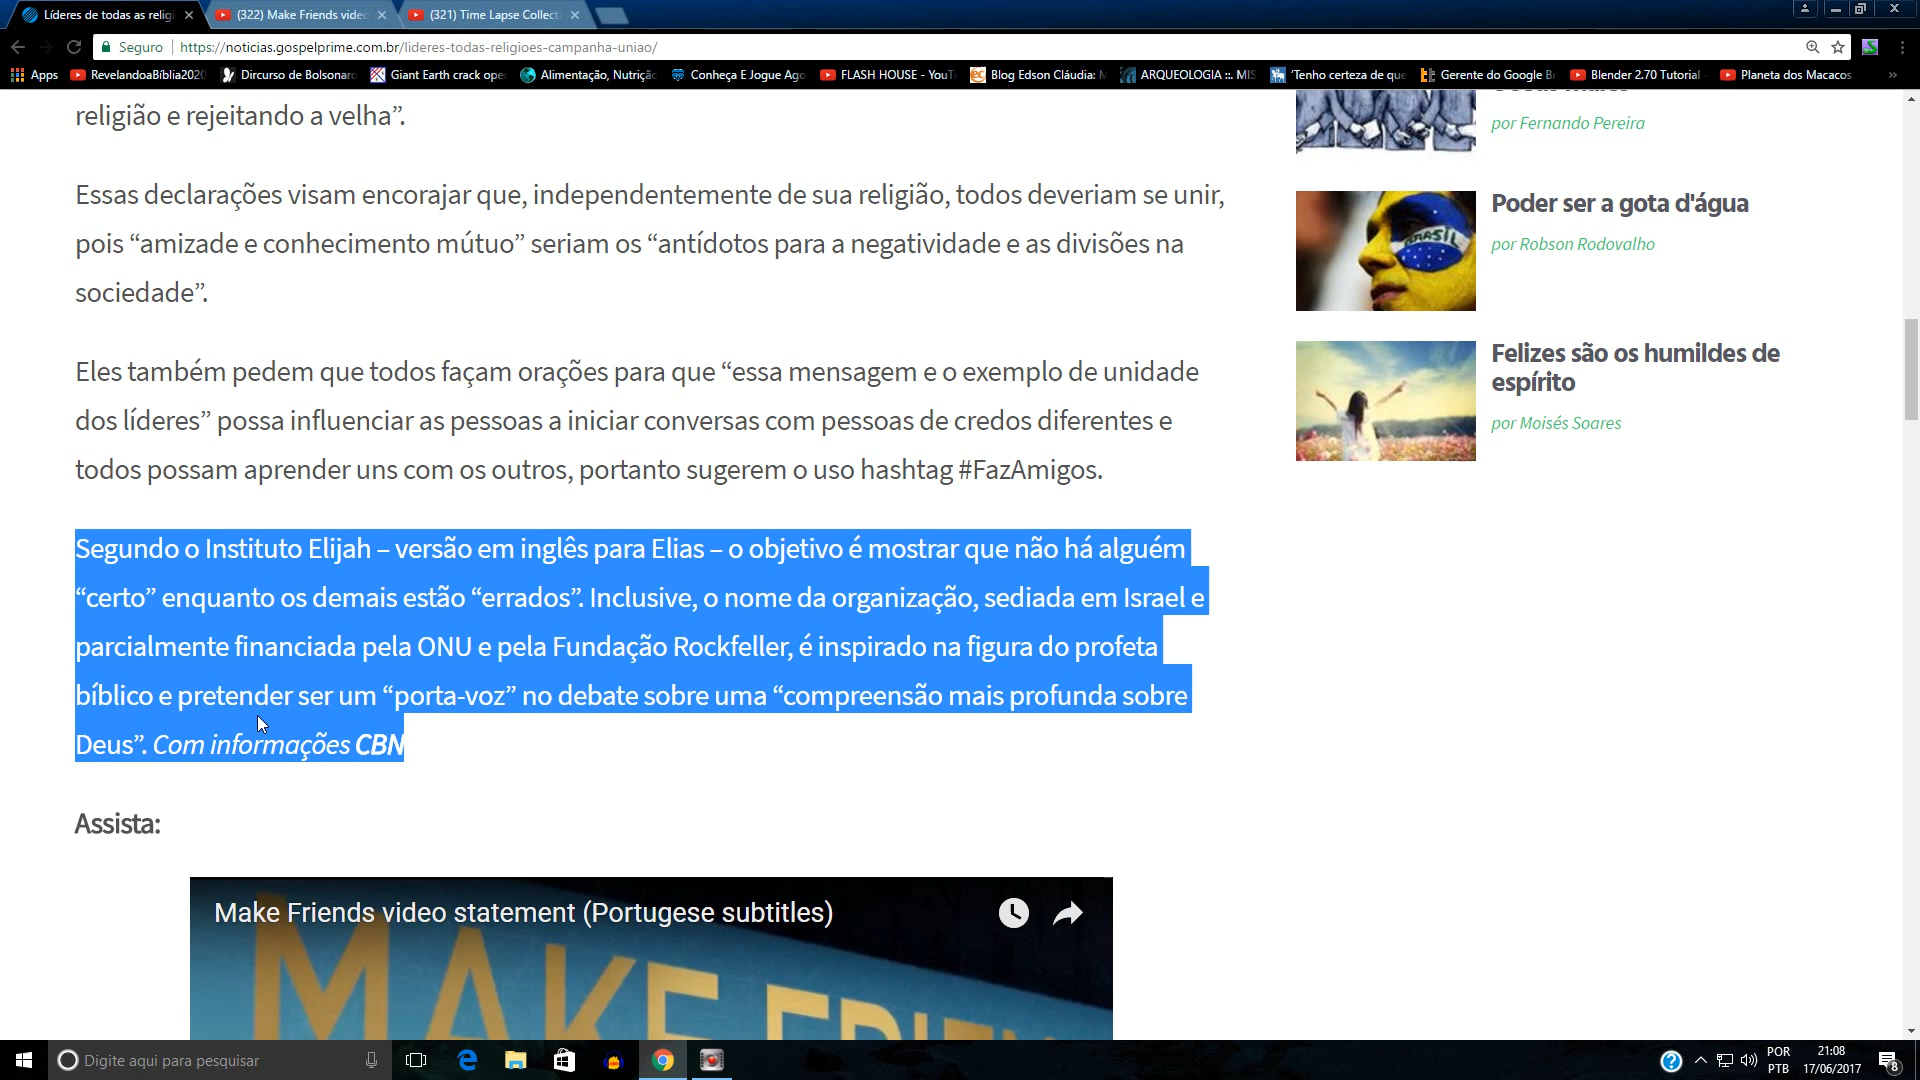 Líderes de todas as relig
(322) Make Friends vide
(321) Time Lapse Collect
Seguro
https://noticias.gospelprime.com.br/lideres-todas-religioes-campanha-uniao/
Apps
RevelandoaBíblia2020
Dircurso de Bolsonar
Giant Earth crack ope
Alimentação, Nutriçã
Conheça E Jogue Ago
FLASH HOUSE - YouT
Blog Edson Cláudia: M
ARQUEOLOGIA ::. MIS
'Tenho certeza de que
Gerente do Google B
Blender 2.70 Tutorial
Planeta dos Macacos
»
religião e rejeitando a velha”.
Essas declarações visam encorajar que, independentemente de sua religião, todos deveriam se unir,
pois “amizade e conhecimento mútuo” seriam os “antídotos para a negatividade e as divisões na
sociedade”.
Eles também pedem que todos façam orações para que “essa mensagem e o exemplo de unidade
dos líderes” possa influenciar as pessoas a iniciar conversas com pessoas de credos diferentes e
todos possam aprender uns com os outros, portanto sugerem o uso hashtag #FazAmigos.
Segundo o Instituto Elijah – versão em inglês para Elias – o objetivo é mostrar que não há alguém
“certo” enquanto os demais estão “errados”. Inclusive, o nome da organização, sediada em Israel e
parcialmente financiada pela ONU e pela Fundação Rockfeller, é inspirado na figura do profeta
bíblico e pretender ser um “porta-voz” no debate sobre uma “compreensão mais profunda sobre
Deus”. Com informações CBN
Assista:
Make Friends video statement (Portugese subtitles)
MAKE FRIEN
por Fernando Pereira
BRASIL
Poder ser a gota d'água
por Robson Rodovalho
Felizes são os humildes de
espírito
por Moisés Soares
Digite aqui para pesquisar
POR
PTB
21:08
17/06/2017
8